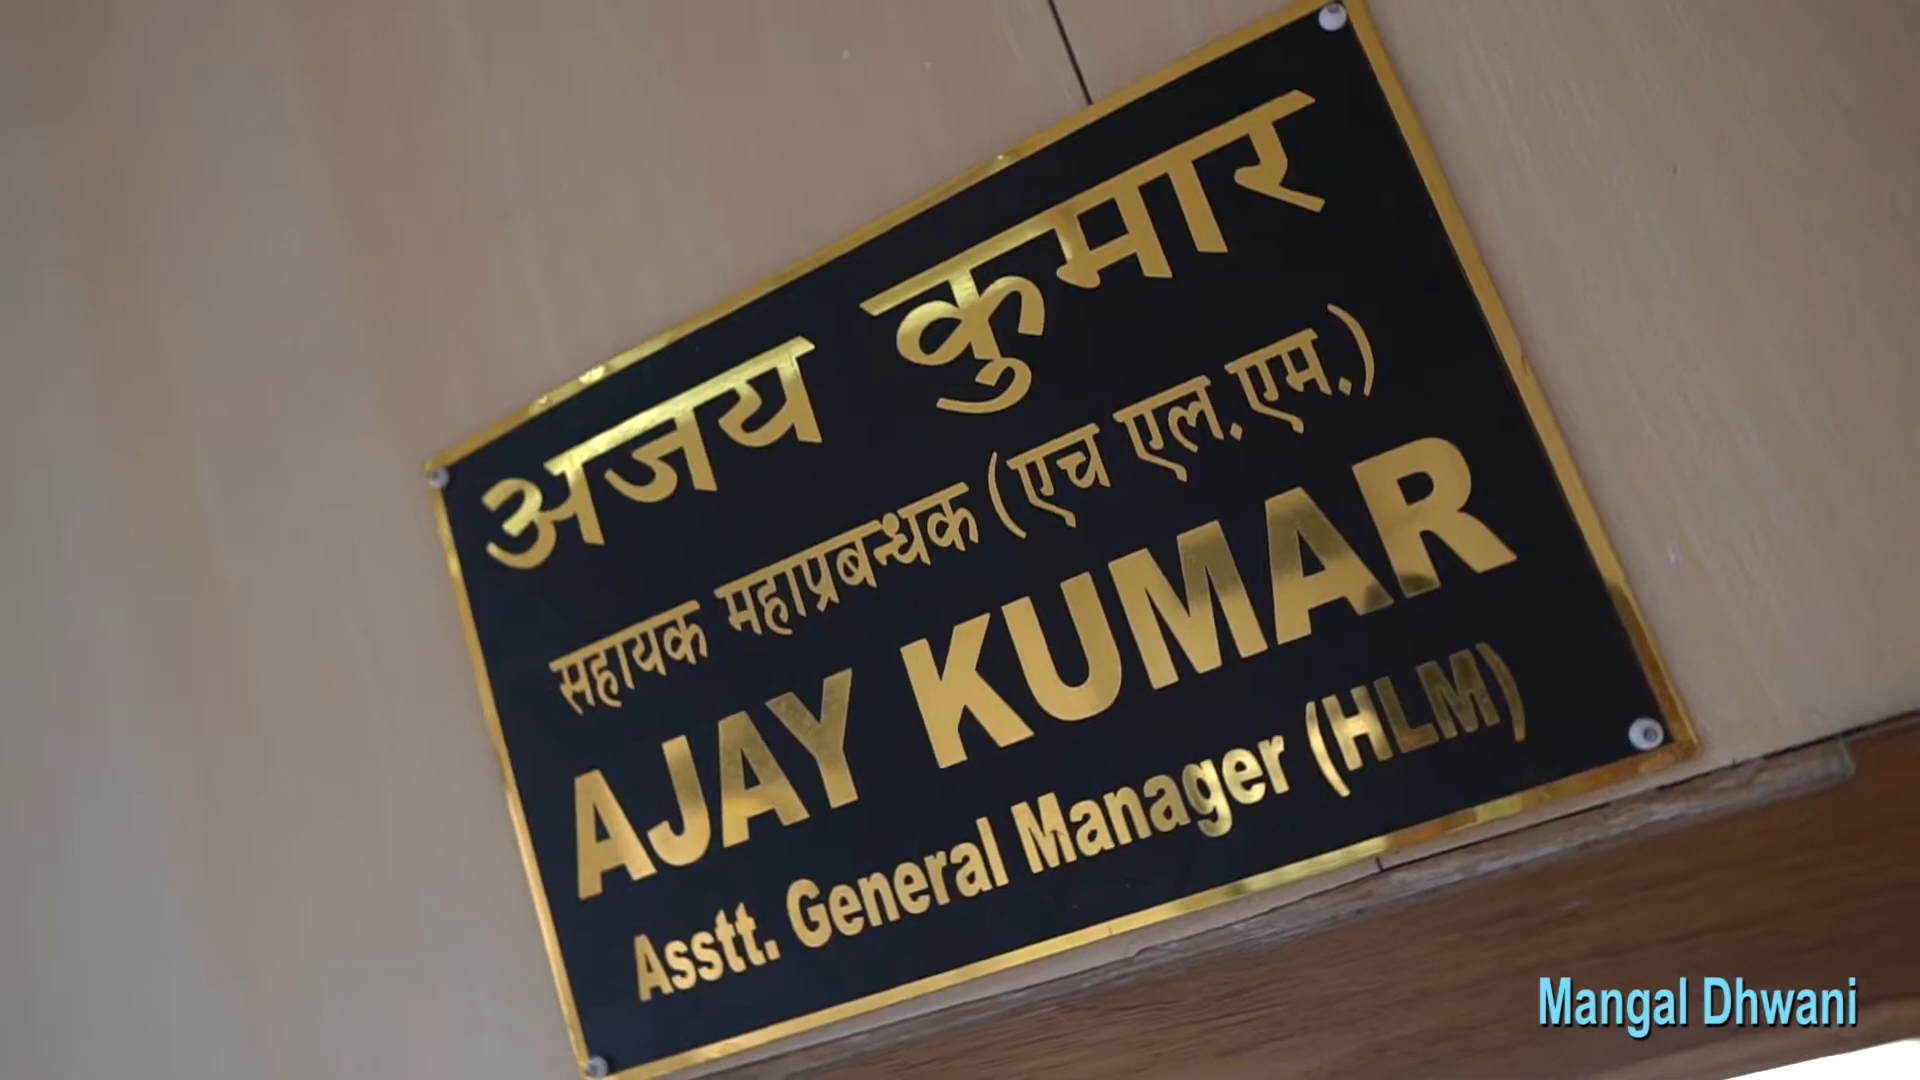 अजय कुमार
सहायक महाप्रबन्धक (एच एल.एम.)
AJAY KUMAR
Asstt. General Manager (HLM)
Mangal Dhwani